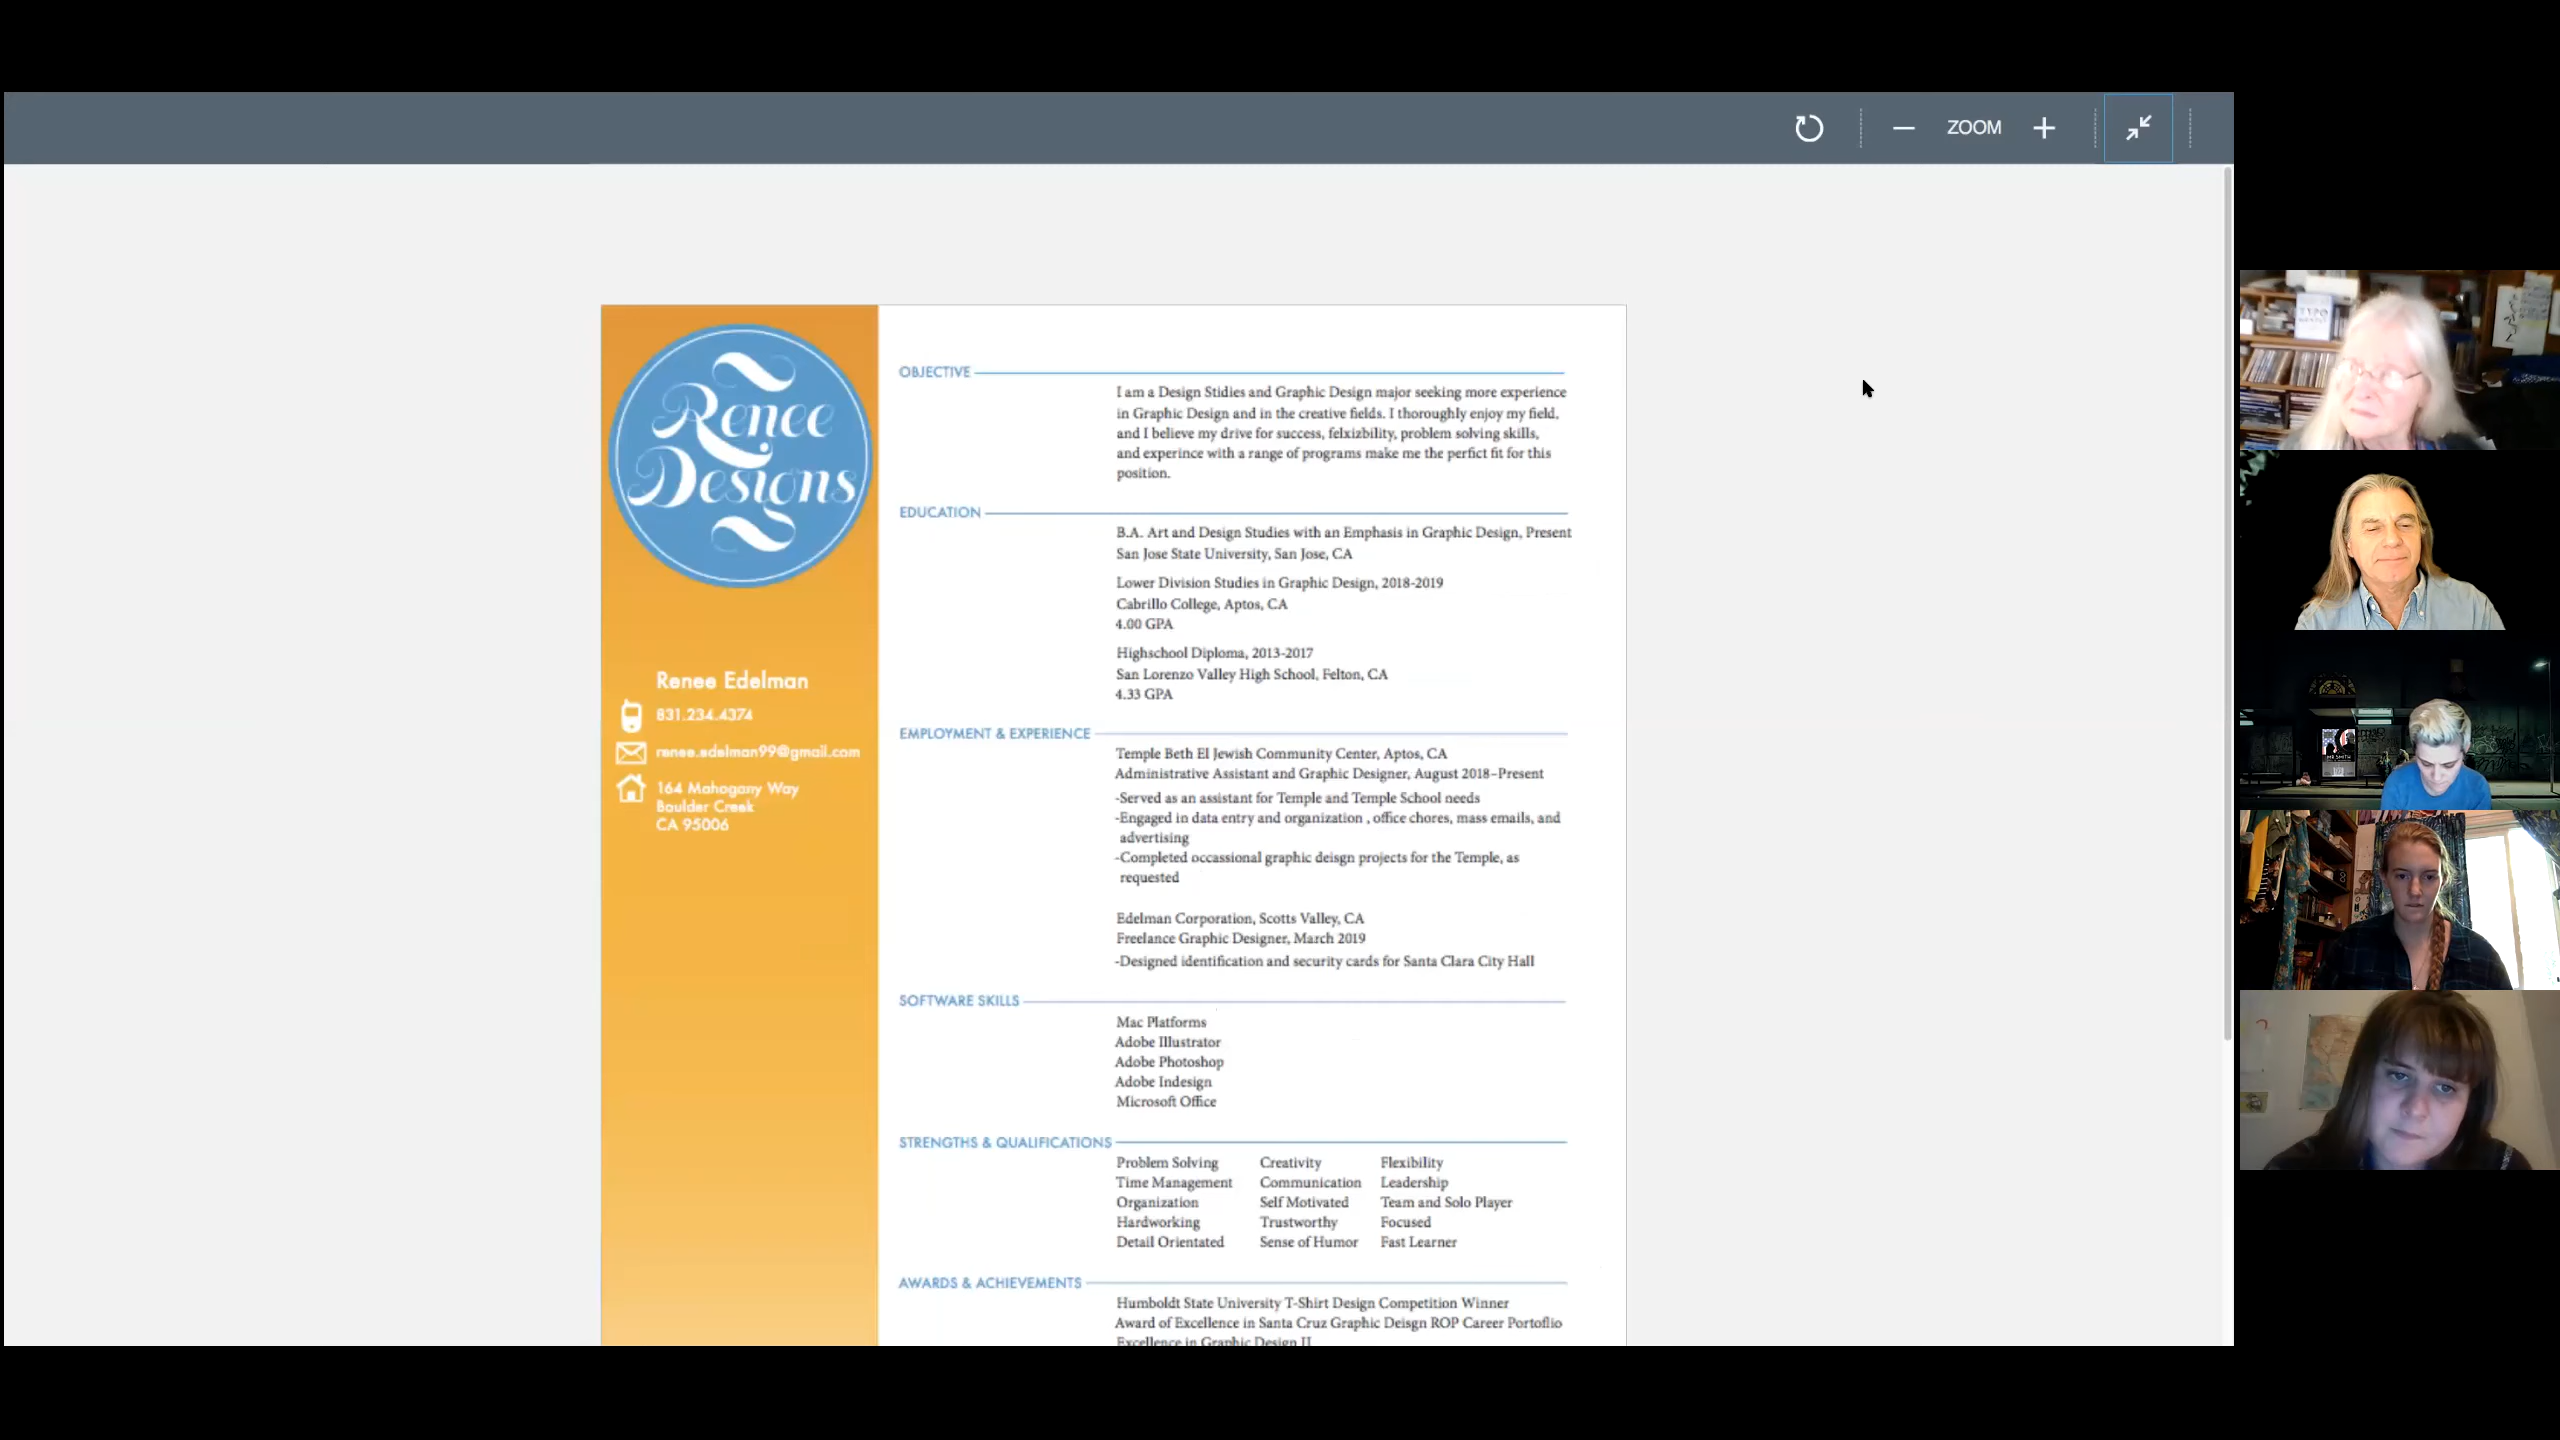 ZOOM
Renee
Designs
Renee Edelman
831.234.4374
renee.edelman99@gmail.com
164 Mahogany Way
Boulder Creek
CA 95006
OBJECTIVE
I am a Design Stidies and Graphic Design major seeking more experience
in Graphic Design and in the creative fields. I thoroughly enjoy my field,
and I believe my drive for success, felxizbility, problem solving skills,
and experince with a range of programs make me the perfict fit for this
position.
EDUCATION
B.A. Art and Design Studies with an Emphasis in Graphic Design, Present
San Jose State University, San Jose, CA
Lower Division Studies in Graphic Design, 2018-2019
Cabrillo College, Aptos, CA
4.00 GPA
Highschool Diploma, 2013-2017
San Lorenzo Valley High School, Felton, CA
4.33 GPA
EMPLOYMENT & EXPERIENCE
Temple Beth El Jewish Community Center, Aptos, CA
Administrative Assistant and Graphic Designer, August 2018–Present
-Served as an assistant for Temple and Temple School needs
-Engaged in data entry and organization , office chores, mass emails, and
advertising
-Completed occassional graphic deisgn projects for the Temple, as
requested
Edelman Corporation, Scotts Valley, CA
Freelance Graphic Designer, March 2019
-Designed identification and security cards for Santa Clara City Hall
SOFTWARE SKILLS
Mac Platforms
Adobe Illustrator
Adobe Photoshop
Adobe Indesign
Microsoft Office
STRENGTHS & QUALIFICATIONS
Problem Solving Creativity Flexibility
Time Management Communication Leadership
Organization Self Motivated Team and Solo Player
Hardworking Trustworthy Focused
Detail Orientated Sense of Humor Fast Learner
AWARDS & ACHIEVEMENTS
Humboldt State University T-Shirt Design Competition Winner
Award of Excellence in Santa Cruz Graphic Deisgn ROP Career Portoflio
Excellence in Graphic Design II
MR SMITH